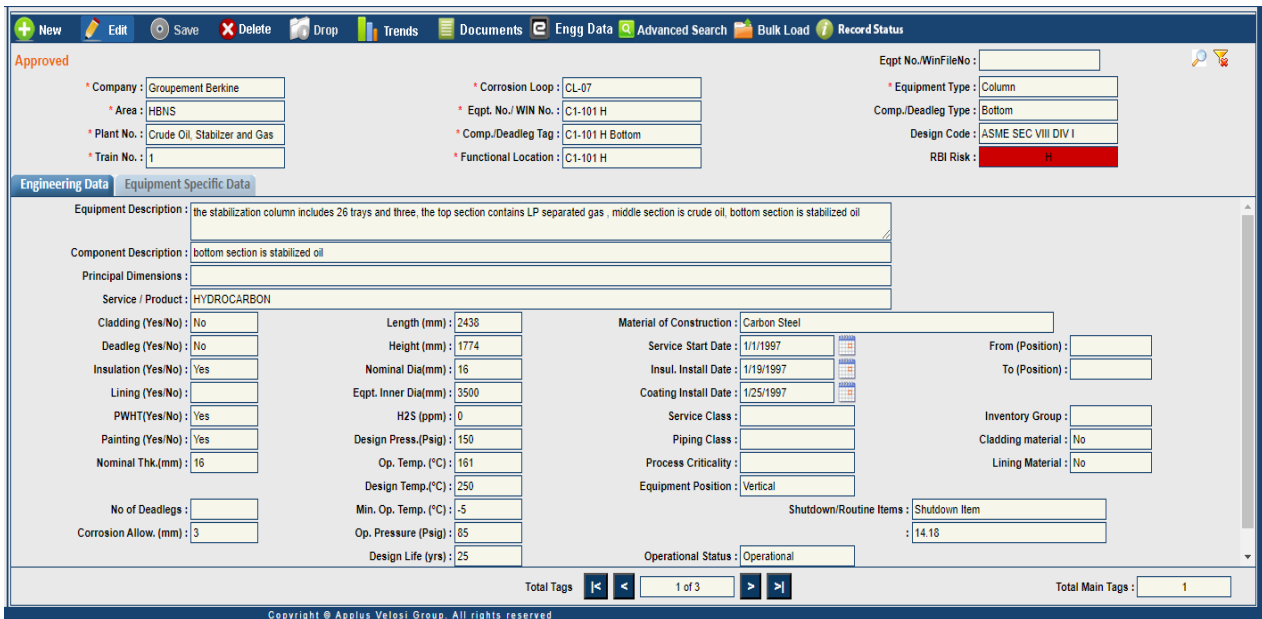 New Edit Save Delete Drop Trends Documents Engg Data Advanced Search Bulk Load Record Status
Approved Eqpt No./WinFileNo :
* Company : Groupement Berkine * Corrosion Loop : CL-07 * Equipment Type : Column
* Area : HBNS * Eqpt. No./ WIN No. : C1-101 H Comp./Deadleg Type : Bottom
* Plant No. : Crude Oil, Stabilzer and Gas * Comp./Deadleg Tag : C1-101 H Bottom Design Code : ASME SEC VIII DIV I
* Train No. : 1 * Functional Location : C1-101 H RBI Risk : H
Engineering Data Equipment Specific Data
Equipment Description : the stabilization column includes 26 trays and three, the top section contains LP separated gas , middle section is crude oil, bottom section is stabilized oil
Component Description : bottom section is stabilized oil
Principal Dimensions :
Service / Product : HYDROCARBON
Cladding (Yes/No) : No Length (mm) : 2438 Material of Construction : Carbon Steel
Deadleg (Yes/No) : No Height (mm) : 1774 Service Start Date : 1/1/1997 From (Position) :
Insulation (Yes/No) : Yes Nominal Dia(mm) : 16 Insul. Install Date : 1/19/1997 To (Position) :
Lining (Yes/No) : Eqpt. Inner Dia(mm) : 3500 Coating Install Date : 1/25/1997
PWHT(Yes/No) : Yes H2S (ppm) : 0 Service Class : Inventory Group :
Painting (Yes/No) : Yes Design Press.(Psig) : 150 Piping Class : Cladding material : No
Nominal Thk.(mm) : 16 Op. Temp. (ºC) : 161 Process Criticality : Lining Material : No
Design Temp.(ºC) : 250 Equipment Position : Vertical
No of Deadlegs : Min. Op. Temp. (ºC) : -5 Shutdown/Routine Items : Shutdown Item
Corrosion Allow. (mm) : 3 Op. Pressure (Psig) : 85 : 14.18
Design Life (yrs) : 25 Operational Status : Operational
Total Tags |< < 1 of 3 > >| Total Main Tags : 1
Copyright @ Applus Velosi Group. All rights reserved